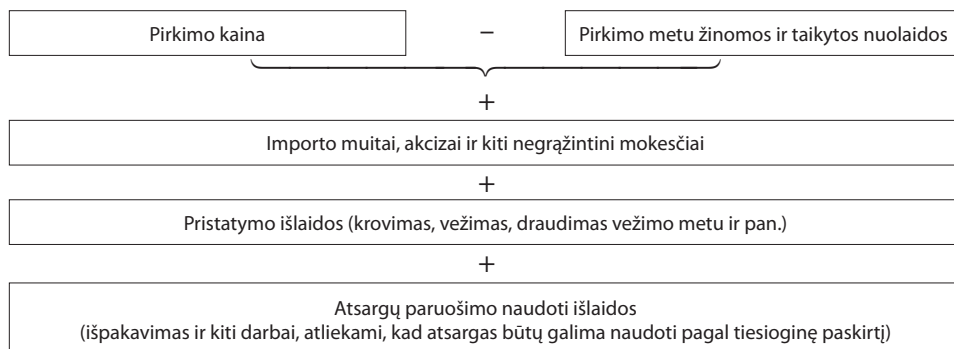 Pirkimo kaina
–
Pirkimo metu žinomos ir taikytos nuolaidos
+
Importo muitai, akcizai ir kiti negrąžintini mokesčiai
+
Pristatymo išlaidos (krovimas, vežimas, draudimas vežimo metu ir pan.)
+
Atsargų paruošimo naudoti išlaidos
(išpakavimas ir kiti darbai, atliekami, kad atsargas būtų galima naudoti pagal tiesioginę paskirtį)